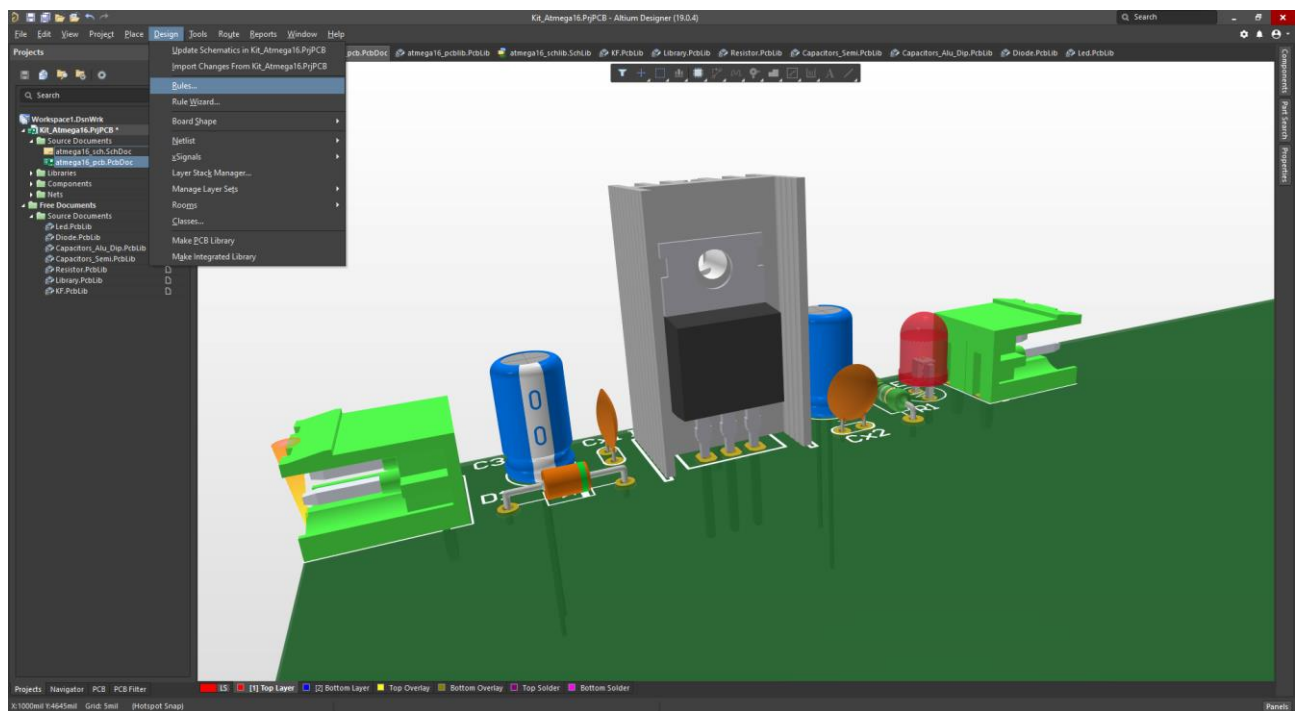 Kit_Atmega16.PrjPCB - Altium Designer (19.0.4)
Search
File Edit View Project Place Design Tools Route Reports Window Help
Projects
pcb.PcbDoc atmega16_pcblib.PcbLib atmega16_schlib.SchLib KF.PcbLib Library.PcbLib Resistor.PcbLib Capacitors_Semi.PcbLib Capacitors_Alu_Dip.PcbLib Diode.PcbLib Led.PcbLib
Search
Workspace1.DsnWrk
Kit_Atmega16.PrjPCB *
Source Documents
atmega16_sch.SchDoc
atmega16_pcb.PcbDoc
Libraries
Components
Nets
Free Documents
Source Documents
Led.PcbLib
Diode.PcbLib
Capacitors_Alu_Dip.PcbLib
Capacitors_Semi.PcbLib
Resistor.PcbLib
Library.PcbLib
KF.PcbLib
Update Schematics in Kit_Atmega16.PrjPCB
Import Changes From Kit_Atmega16.PrjPCB
Rules...
Rule Wizard...
Board Shape
Netlist
xSignals
Layer Stack Manager...
Manage Layer Sets
Rooms
Classes...
Make PCB Library
Make Integrated Library
Components
Part Search
Properties
C3
0
0
Cx2
R1
Projects Navigator PCB PCB Filter
LS [1] Top Layer [2] Bottom Layer Top Overlay Bottom Overlay Top Solder Bottom Solder
X:1000mil Y:4645mil Grid: 5mil (Hotspot Snap)
Panels